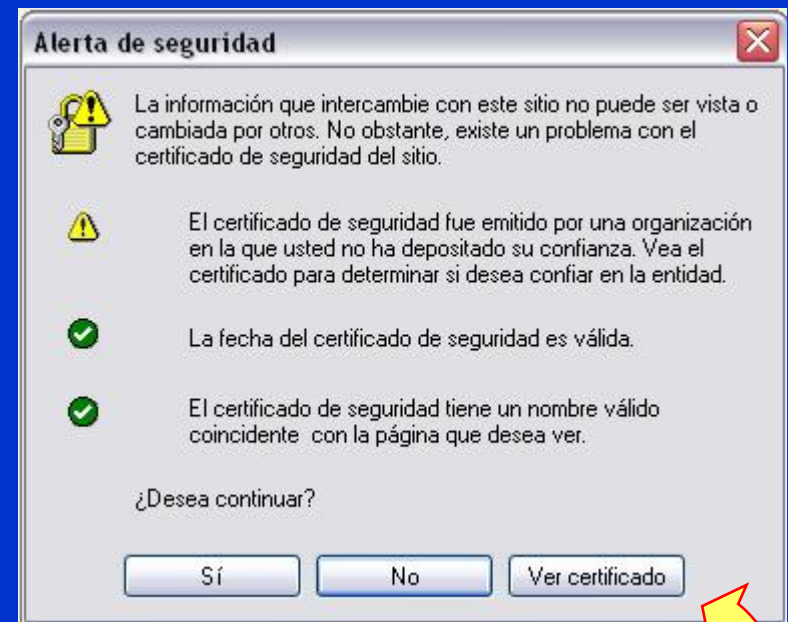 Alerta de seguridad
La información que intercambie con este sitio no puede ser vista o
cambiada por otros. No obstante, existe un problema con el
certificado de seguridad del sitio.
El certificado de seguridad fue emitido por una organización
en la que usted no ha depositado su confianza. Vea el
certificado para determinar si desea confiar en la entidad.
La fecha del certificado de seguridad es válida.
El certificado de seguridad tiene un nombre válido
coincidente con la página que desea ver.
¿Desea continuar?
Sí No Ver certificado